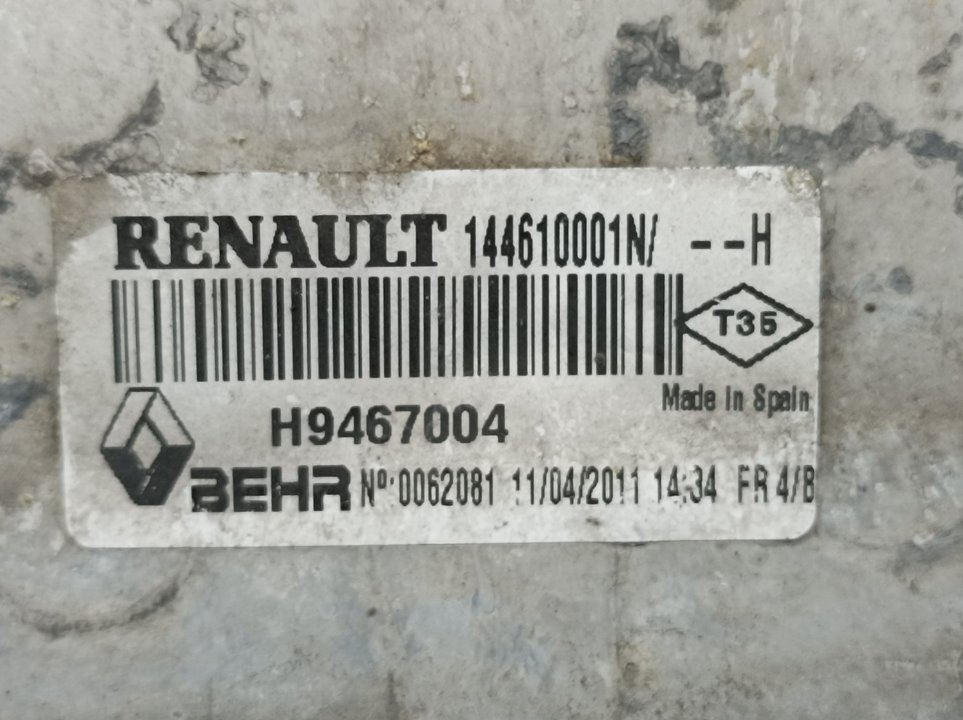 RENAULT 144610001N/ --H
T35
Made in Spain
H9467004
BEHR Nº:0062081 11/04/2011 14:34 FR 4/B